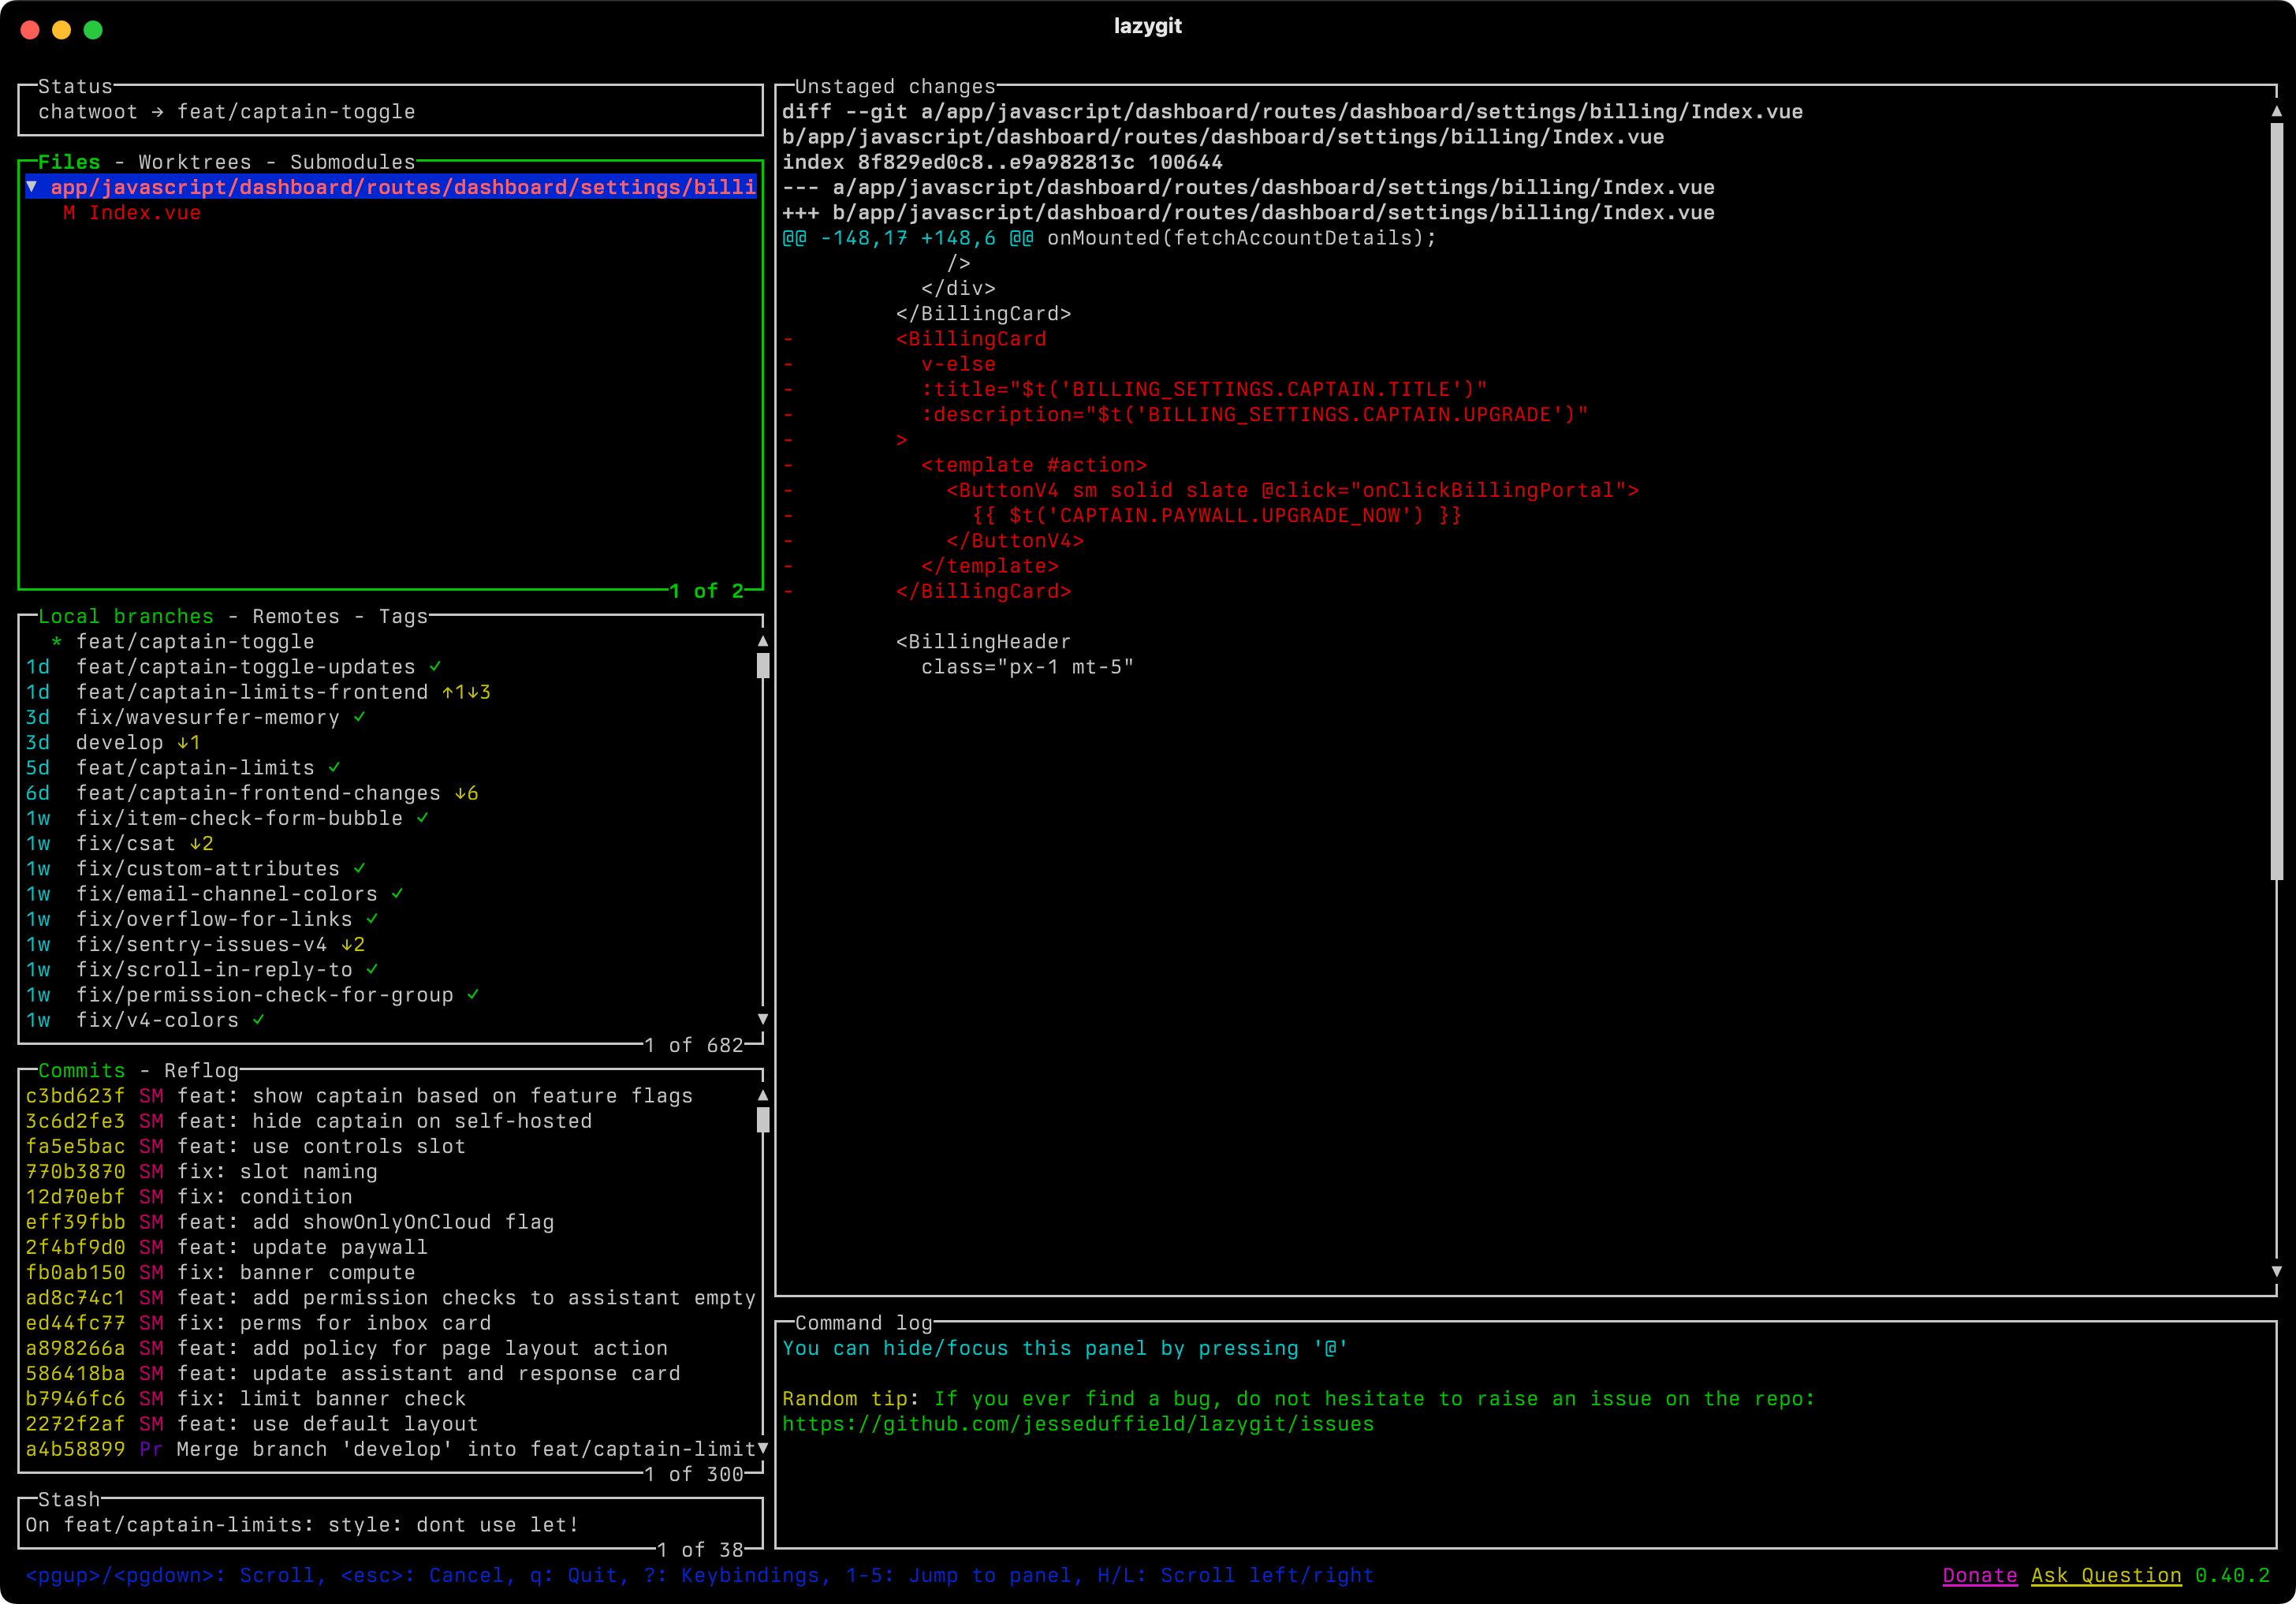 lazygit
Status
chatwoot → feat/captain-toggle
Files - Worktrees - Submodules
▼ app/javascript/dashboard/routes/dashboard/settings/billi
M Index.vue
1 of 2
Local branches - Remotes - Tags
* feat/captain-toggle
1d feat/captain-toggle-updates ✓
1d feat/captain-limits-frontend ↑1↓3
3d fix/wavesurfer-memory ✓
3d develop ↓1
5d feat/captain-limits ✓
6d feat/captain-frontend-changes ↓6
1w fix/item-check-form-bubble ✓
1w fix/csat ↓2
1w fix/custom-attributes ✓
1w fix/email-channel-colors ✓
1w fix/overflow-for-links ✓
1w fix/sentry-issues-v4 ↓2
1w fix/scroll-in-reply-to ✓
1w fix/permission-check-for-group ✓
1w fix/v4-colors ✓
1 of 682
Commits - Reflog
c3bd623f SM feat: show captain based on feature flags
3c6d2fe3 SM feat: hide captain on self-hosted
fa5e5bac SM feat: use controls slot
770b3870 SM fix: slot naming
12d70ebf SM fix: condition
eff39fbb SM feat: add showOnlyOnCloud flag
2f4bf9d0 SM feat: update paywall
fb0ab150 SM fix: banner compute
ad8c74c1 SM feat: add permission checks to assistant empty
ed44fc77 SM fix: perms for inbox card
a898266a SM feat: add policy for page layout action
586418ba SM feat: update assistant and response card
b7946fc6 SM fix: limit banner check
2272f2af SM feat: use default layout
a4b58899 Pr Merge branch 'develop' into feat/captain-limit
1 of 300
Stash
On feat/captain-limits: style: dont use let!
1 of 38
Unstaged changes
diff --git a/app/javascript/dashboard/routes/dashboard/settings/billing/Index.vue
b/app/javascript/dashboard/routes/dashboard/settings/billing/Index.vue
index 8f829ed0c8..e9a982813c 100644
--- a/app/javascript/dashboard/routes/dashboard/settings/billing/Index.vue
+++ b/app/javascript/dashboard/routes/dashboard/settings/billing/Index.vue
@@ -148,17 +148,6 @@ onMounted(fetchAccountDetails);
/>
</div>
</BillingCard>
- <BillingCard
- v-else
- :title="$t('BILLING_SETTINGS.CAPTAIN.TITLE')"
- :description="$t('BILLING_SETTINGS.CAPTAIN.UPGRADE')"
- >
- <template #action>
- <ButtonV4 sm solid slate @click="onClickBillingPortal">
- {{ $t('CAPTAIN.PAYWALL.UPGRADE_NOW') }}
- </ButtonV4>
- </template>
- </BillingCard>
<BillingHeader
class="px-1 mt-5"
Command log
You can hide/focus this panel by pressing '@'
Random tip: If you ever find a bug, do not hesitate to raise an issue on the repo:
https://github.com/jesseduffield/lazygit/issues
<pgup>/<pgdown>: Scroll, <esc>: Cancel, q: Quit, ?: Keybindings, 1-5: Jump to panel, H/L: Scroll left/right
Donate Ask Question 0.40.2